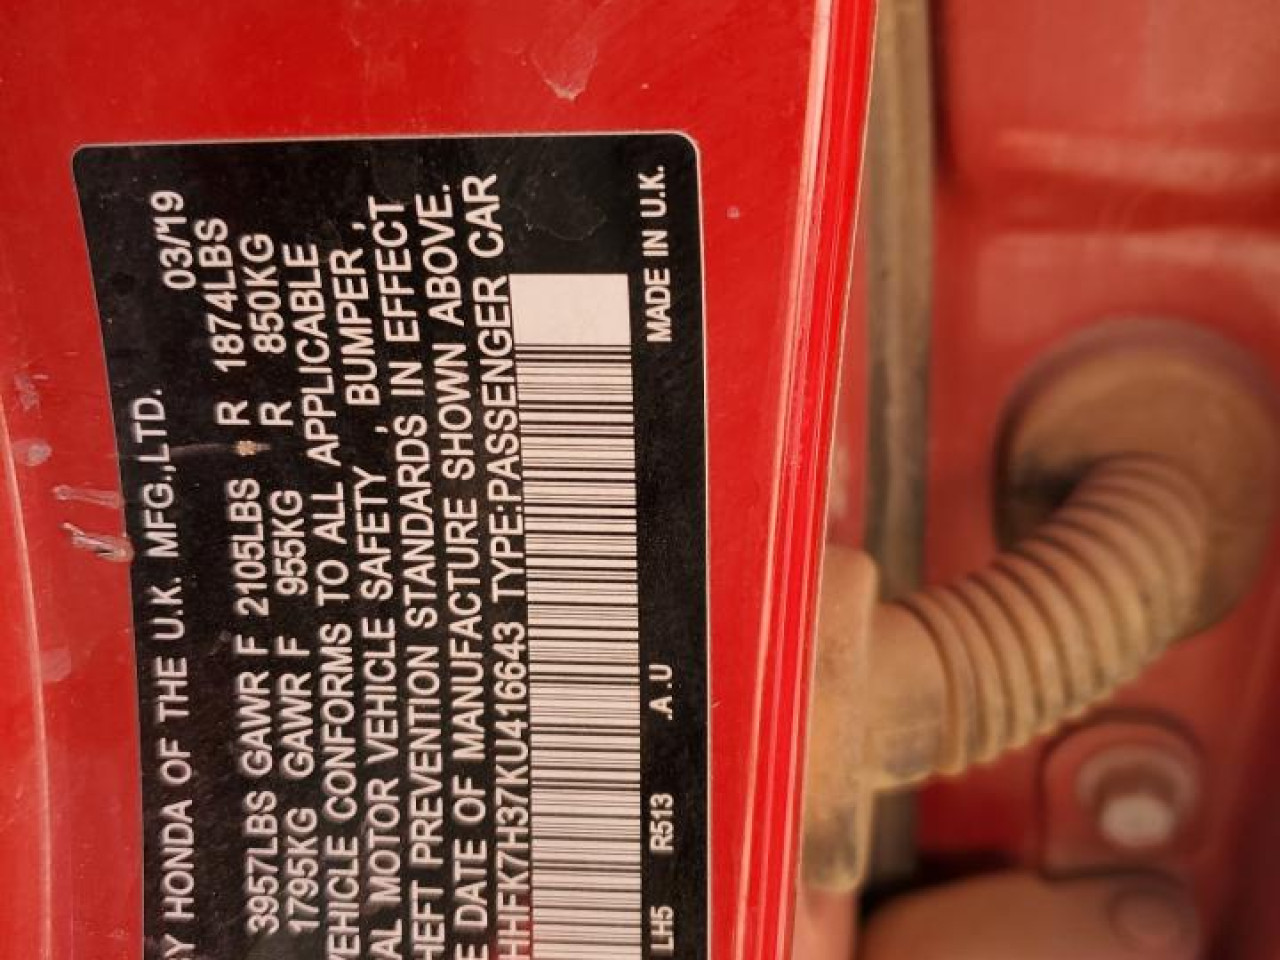 BY HONDA OF THE U.K. MFG.,LTD. 03/'19
3957LBS GAWR F 2105LBS R 1874LBS
1795KG GAWR F 955KG R 850KG
VEHICLE CONFORMS TO ALL APPLICABLE
AL MOTOR VEHICLE SAFETY , BUMPER ,
HEFT PREVENTION STANDARDS IN EFFECT
E DATE OF MANUFACTURE SHOWN ABOVE.
HHFK7H37KU416643 TYPE:PASSENGER CAR
LH5 R513 .A.U MADE IN U.K.